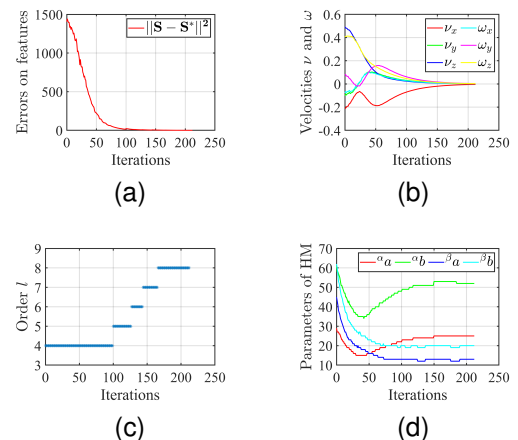 1500
1000
500
0
0 50 100 150 200 250
Errors on features
Iterations
||S − S*||²
(a)
0.6
0.4
0.2
0
-0.2
-0.4
0 50 100 150 200 250
Velocities ν and ω
Iterations
νx ωx
νy ωy
νz ωz
(b)
9
8
7
6
5
4
3
0 50 100 150 200 250
Order l
Iterations
(c)
70
60
50
40
30
20
10
0 50 100 150 200 250
Parameters of HM
Iterations
αa αb βa βb
(d)